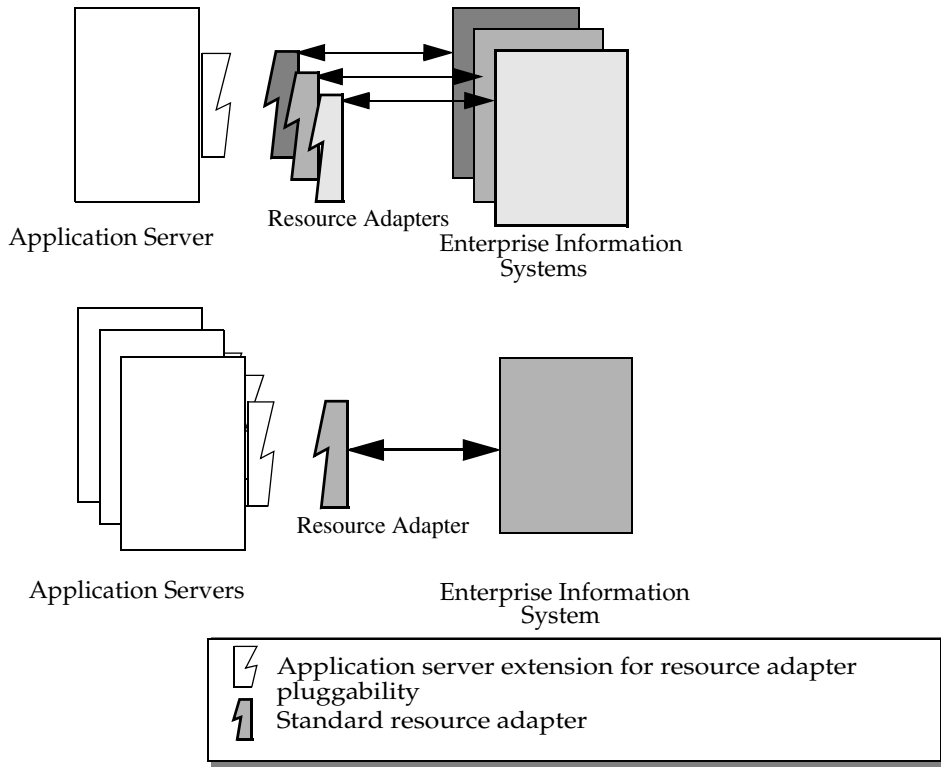 Resource Adapters
Application Server
Enterprise Information
Systems
Resource Adapter
Application Servers
Enterprise Information
System
Application server extension for resource adapter
pluggability
Standard resource adapter